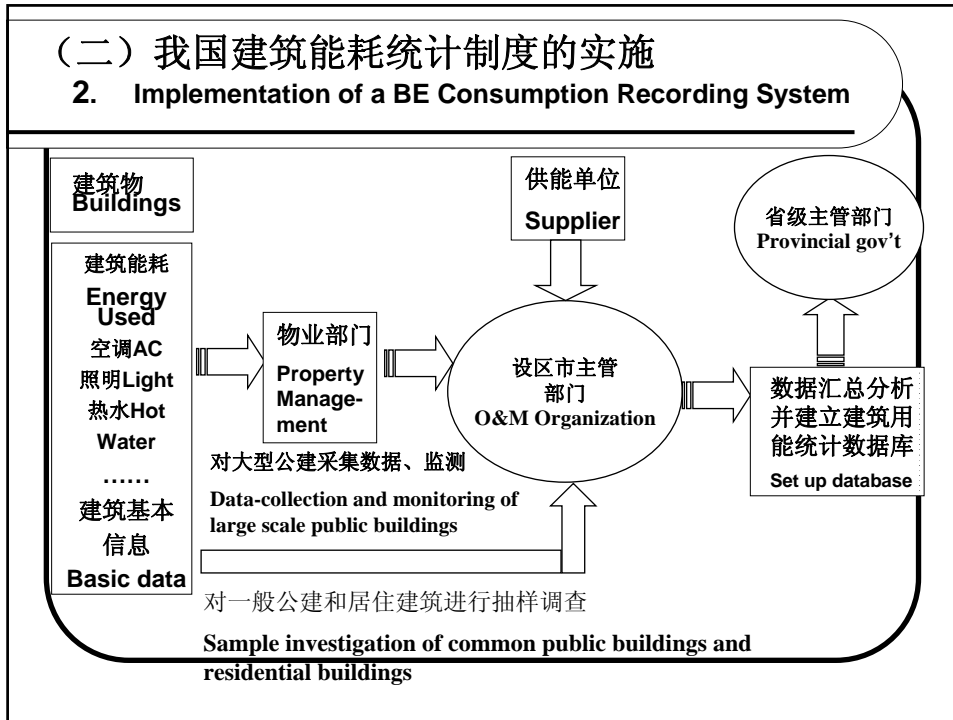 （二）我国建筑能耗统计制度的实施
2. Implementation of a BE Consumption Recording System
建筑物
Buildings
建筑能耗
Energy
Used
空调AC
照明Light
热水Hot
Water
……
建筑基本
信息
Basic data
物业部门
Property
Manage-
ment
对大型公建采集数据、监测
Data-collection and monitoring of
large scale public buildings
对一般公建和居住建筑进行抽样调查
Sample investigation of common public buildings and
residential buildings
供能单位
Supplier
设区市主管
部门
O&M Organization
省级主管部门
Provincial gov't
数据汇总分析
并建立建筑用
能统计数据库
Set up database